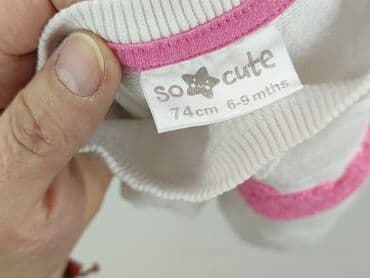 so cute
74cm 6-9 mths